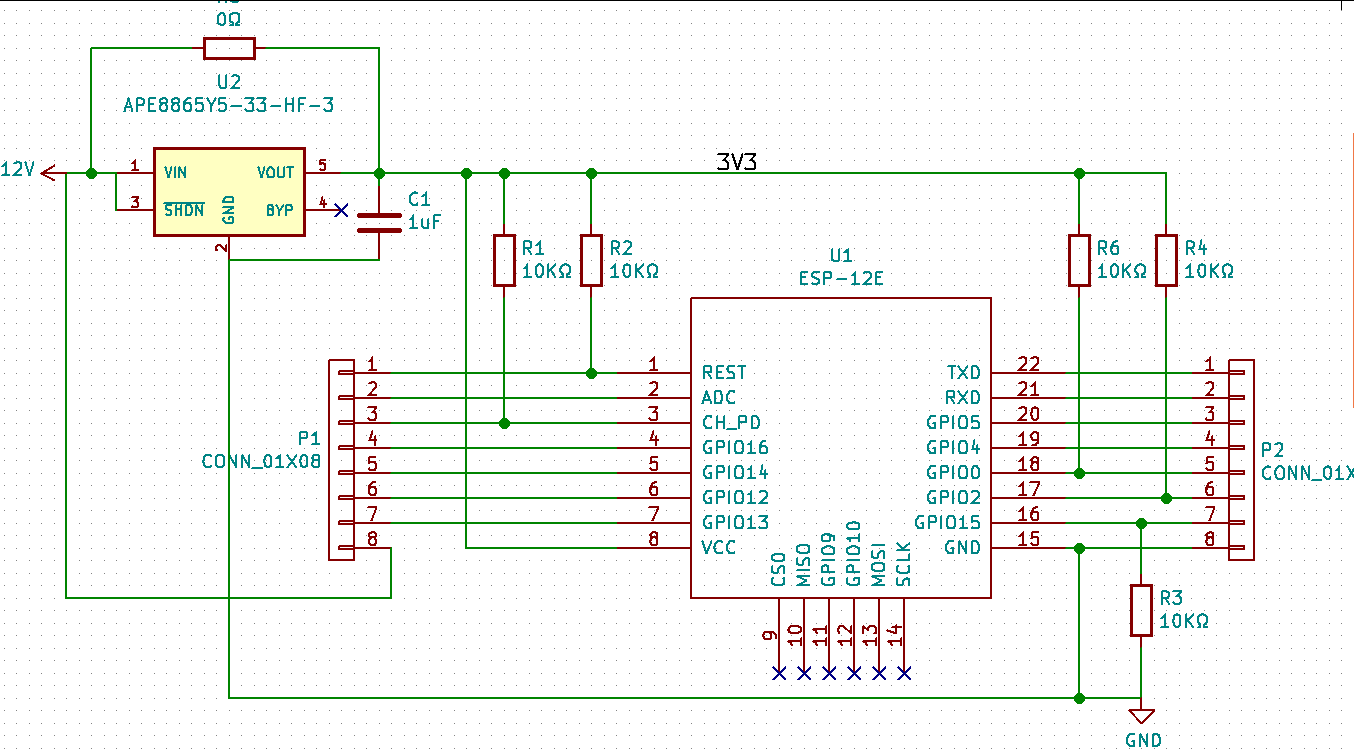 0Ω
U2
APE8865Y5-33-HF-3
12V
1
VIN
VOUT
5
3
SHDN
GND
BYP
4
2
C1
1uF
3V3
R1
10KΩ
R2
10KΩ
R6
10KΩ
R4
10KΩ
U1
ESP-12E
P1
CONN_01X08
1
2
3
4
5
6
7
8
1 REST
2 ADC
3 CH_PD
4 GPIO16
5 GPIO14
6 GPIO12
7 GPIO13
8 VCC
TXD 22
RXD 21
GPIO5 20
GPIO4 19
GPIO0 18
GPIO2 17
GPIO15 16
GND 15
CSO
MISO
GPIO9
GPIO10
MOSI
SCLK
9
10
11
12
13
14
1
2
3
4
5
6
7
8
P2
CONN_01X
R3
10KΩ
GND